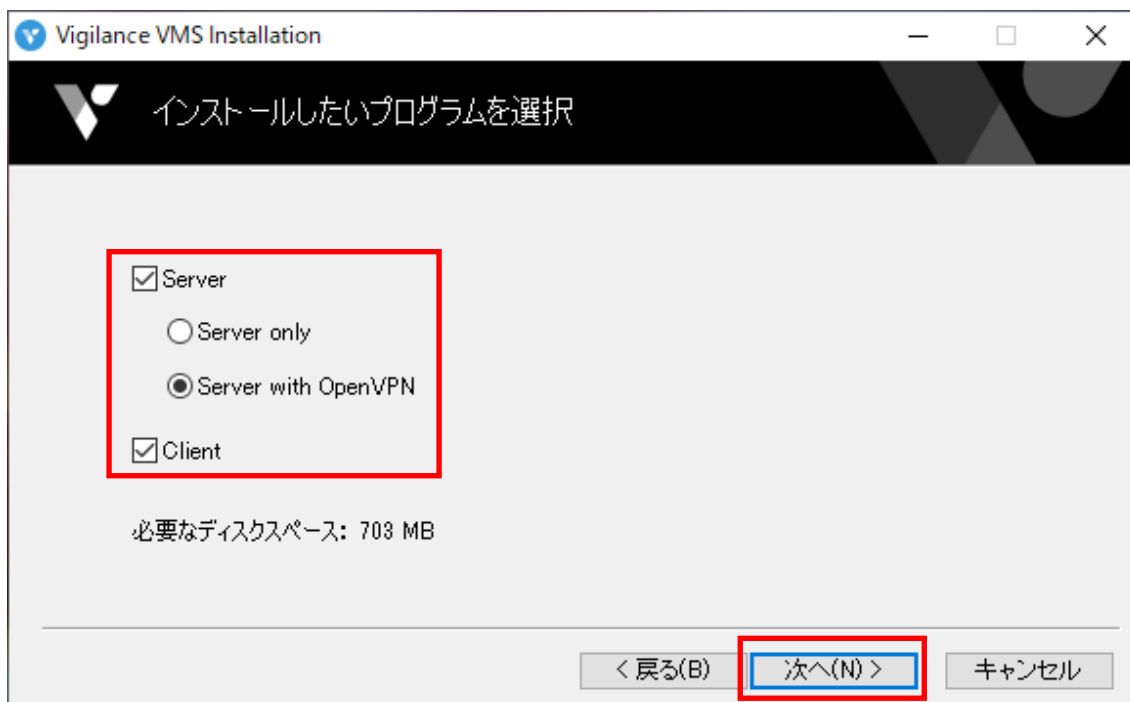 Vigilance VMS Installation
インストールしたいプログラムを選択
Server
Server only
Server with OpenVPN
Client
必要なディスクスペース: 703 MB
< 戻る(B)
次へ(N) >
キャンセル